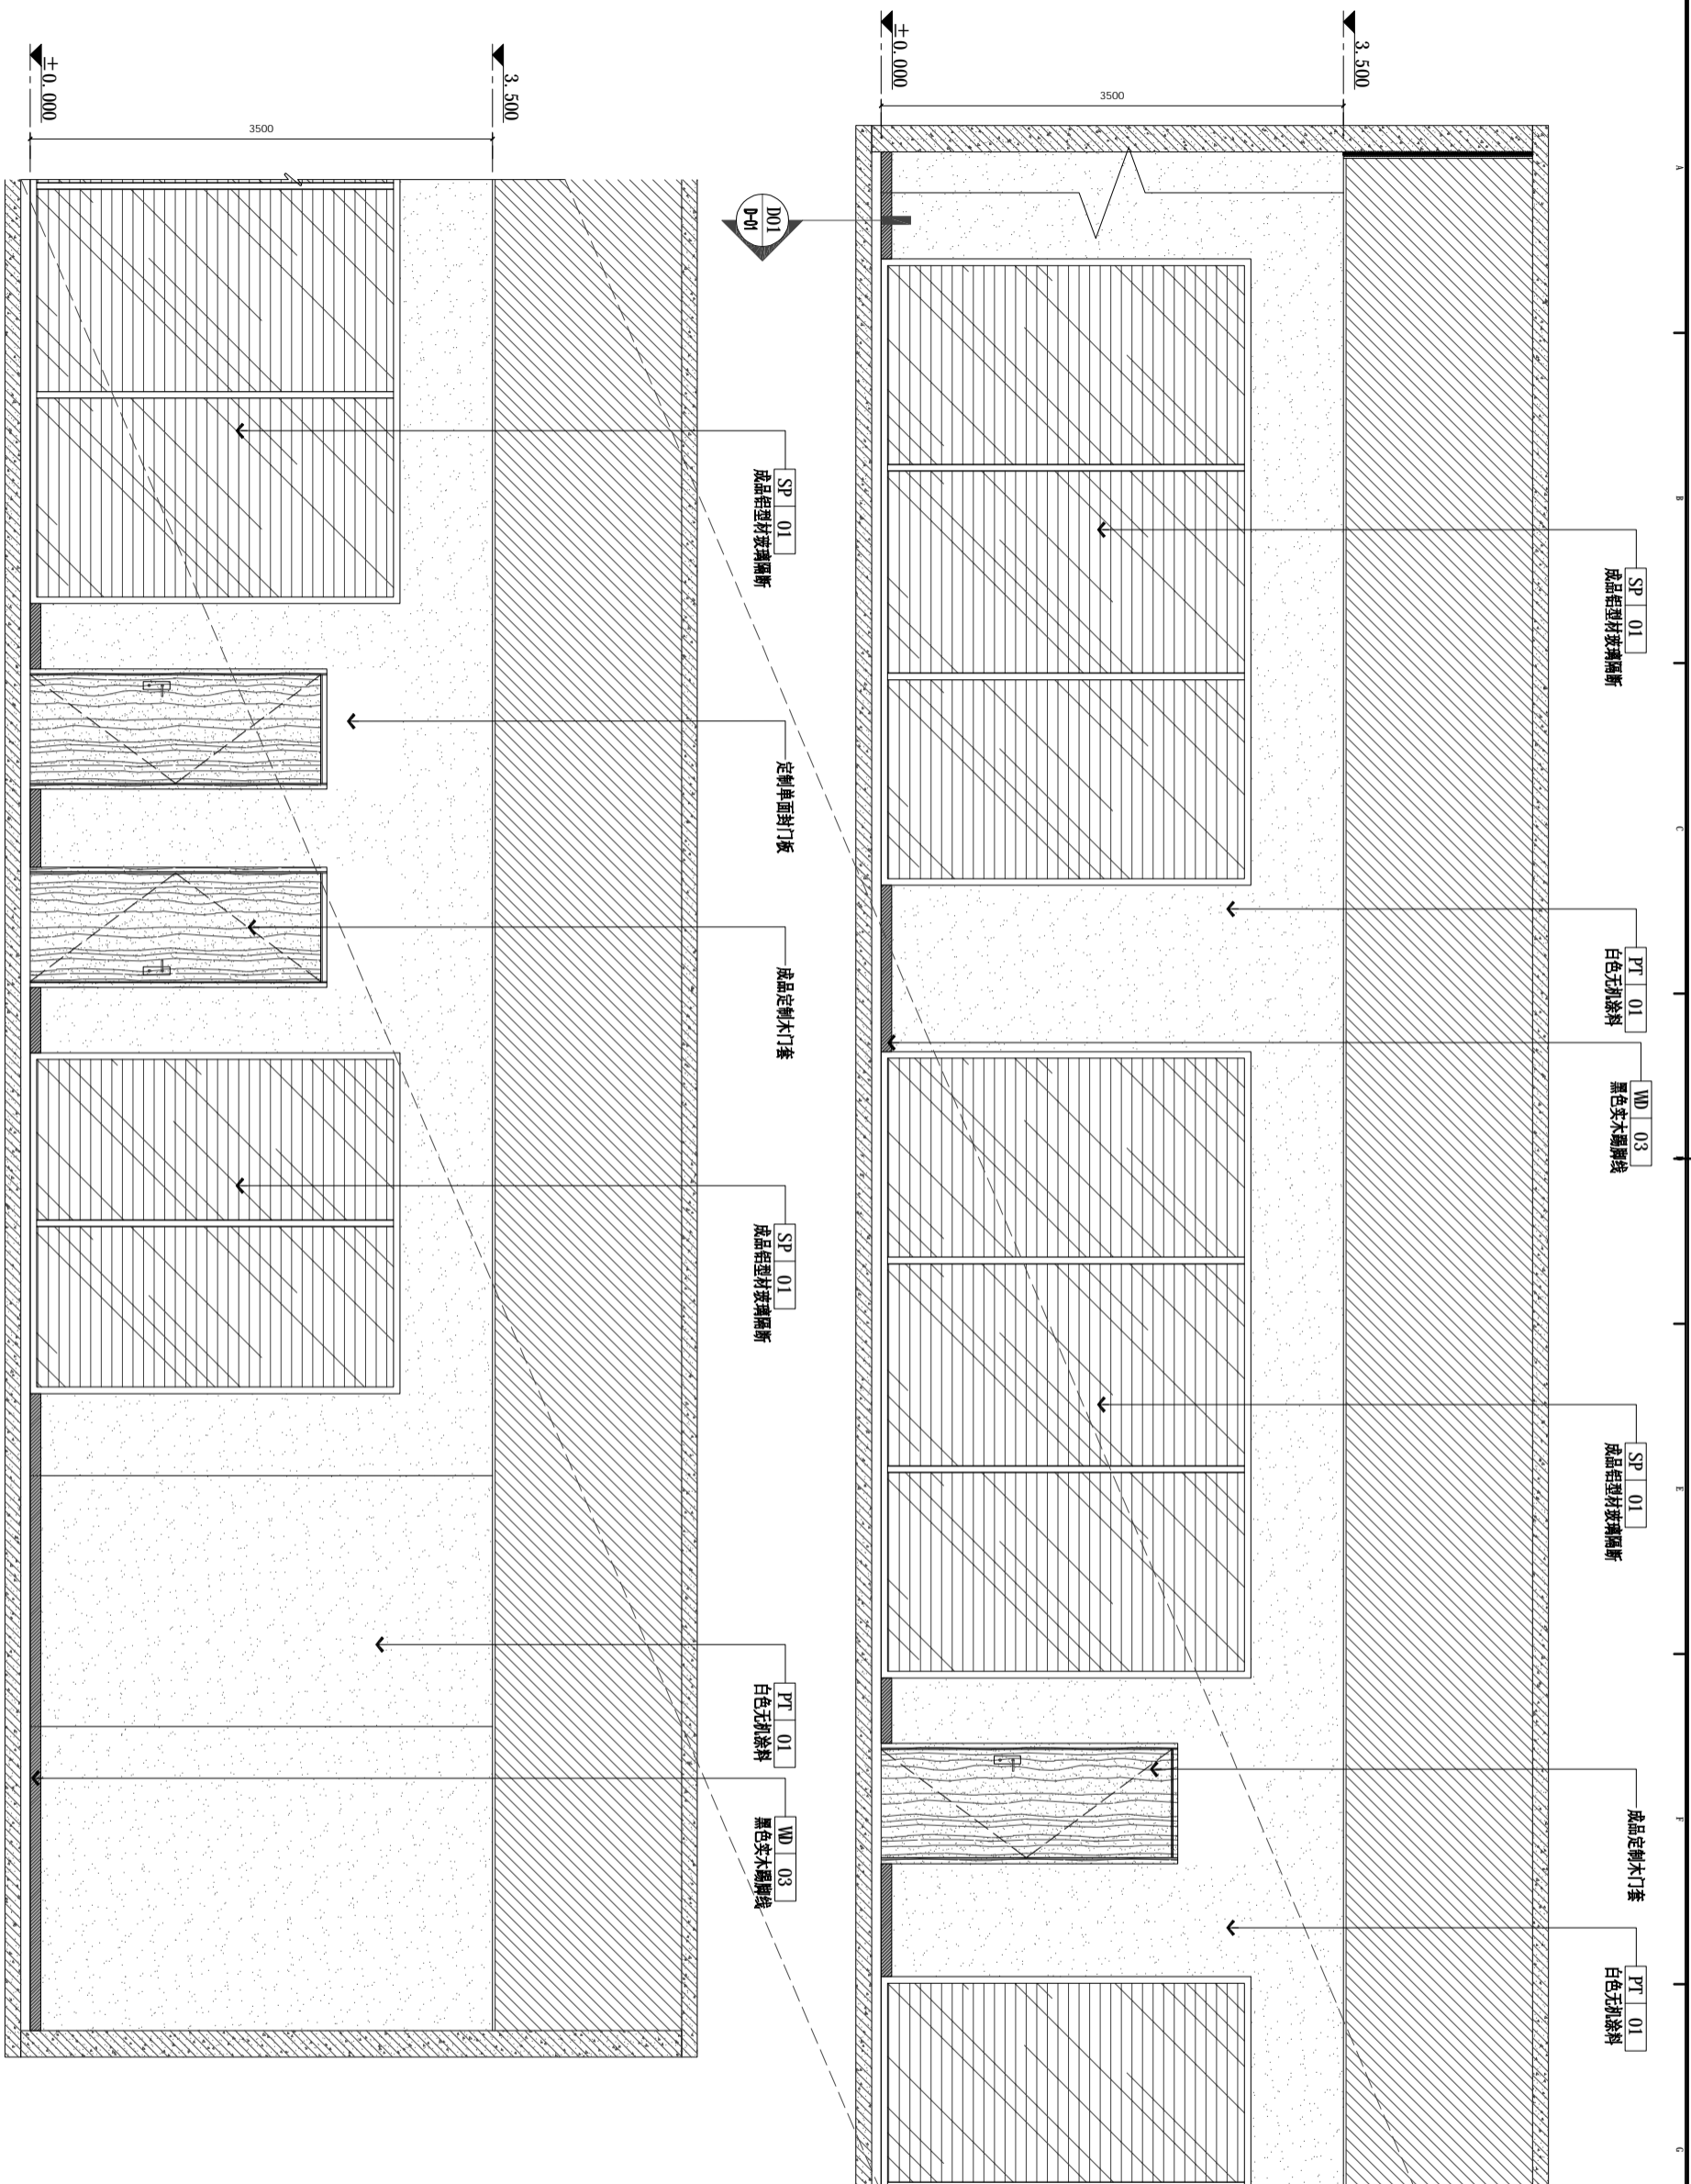 A
B
C
E
F
G
SP 01
成品铝型材玻璃隔断
PT 01
白色无机涂料
WD 03
黑色实木踢脚线
SP 01
成品铝型材玻璃隔断
成品定制木门套
PT 01
白色无机涂料
3.500
3500
±0.000
D01
D-01
SP 01
成品铝型材玻璃隔断
定制单面封门板
成品定制木门套
SP 01
成品铝型材玻璃隔断
PT 01
白色无机涂料
WD 03
黑色实木踢脚线
3.500
3500
±0.000